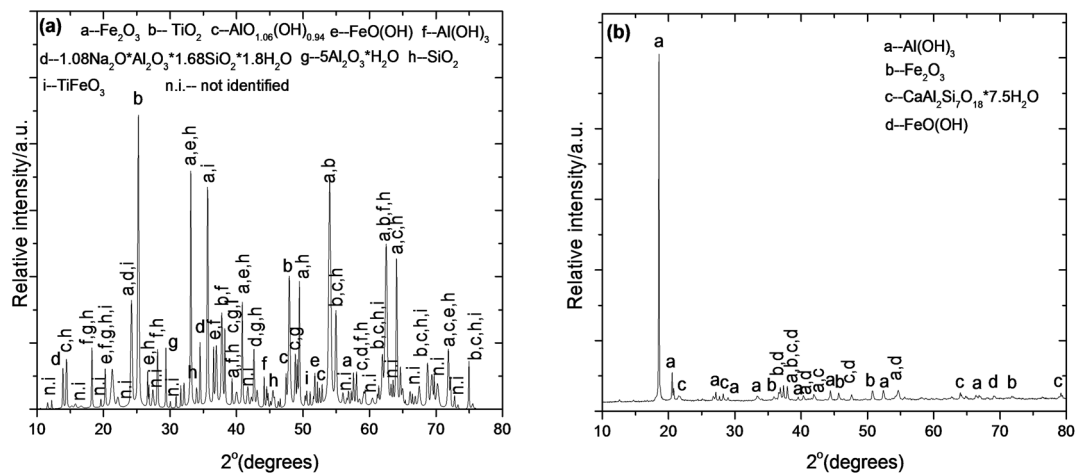 (a) a--Fe₂O₃ b-- TiO₂ c--AlO₁.₀₆(OH)₀.₉₄ e--FeO(OH) f--Al(OH)₃
d--1.08Na₂O*Al₂O₃*1.68SiO₂*1.8H₂O g--5Al₂O₃*H₂O h--SiO₂
i--TiFeO₃ n.i.-- not identified
Relative intensity/a.u.
n.i
d
c,h
n.i
f,g,h
n.i
e,f,g,h,i
a,d,i
b
e,h
f,h
g
n.i
a,e,h
h
d
a,i
e,f
b,f
a,f,h
c,g,i
a,e,h
n.i
d,g,h
f
h
c
b
c,g
a,h
i
e
c
a,b
b,c,h
n.i
a
c,d,f,h
n.i
b,c,h,i
a,b,f,h
n.i
a,c,h
b,c,h,i
n.i
a,c,e,h
n.i
b,c,h,i
10 20 30 40 50 60 70 80
2°(degrees)
(b)
a--Al(OH)₃
b--Fe₂O₃
c--CaAl₂Si₇O₁₈*7.5H₂O
d--FeO(OH)
Relative intensity/a.u.
a
a
c
a
c
a
a
b
b,d
a,b,c,d
a
a,d
a,c
a
b
c,d
b
a
a,d
c
a
d
a
c
10 20 30 40 50 60 70 80
2°(degrees)